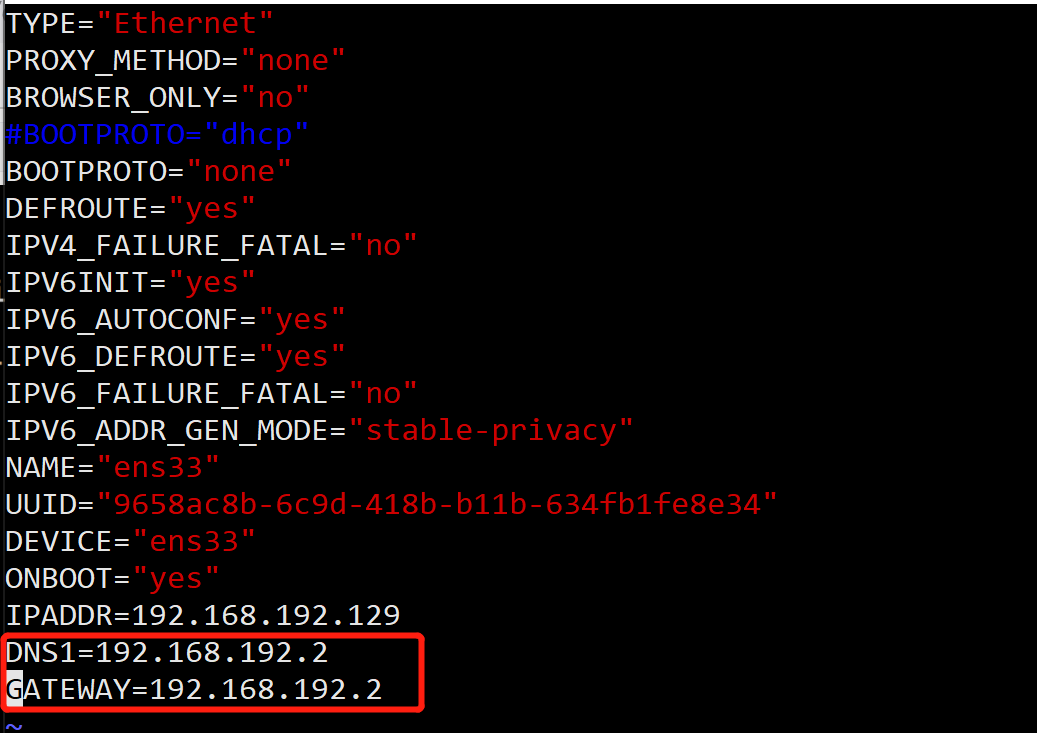 TYPE="Ethernet"
PROXY_METHOD="none"
BROWSER_ONLY="no"
#BOOTPROTO="dhcp"
BOOTPROTO="none"
DEFROUTE="yes"
IPV4_FAILURE_FATAL="no"
IPV6INIT="yes"
IPV6_AUTOCONF="yes"
IPV6_DEFROUTE="yes"
IPV6_FAILURE_FATAL="no"
IPV6_ADDR_GEN_MODE="stable-privacy"
NAME="ens33"
UUID="9658ac8b-6c9d-418b-b11b-634fb1fe8e34"
DEVICE="ens33"
ONBOOT="yes"
IPADDR=192.168.192.129
DNS1=192.168.192.2
GATEWAY=192.168.192.2
~